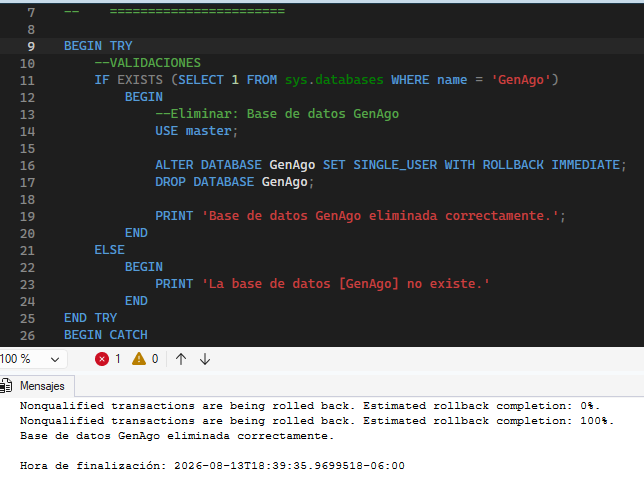 7 -- =======================
8
9 BEGIN TRY
10 --VALIDACIONES
11 IF EXISTS (SELECT 1 FROM sys.databases WHERE name = 'GenAgo')
12 BEGIN
13 --Eliminar: Base de datos GenAgo
14 USE master;
15
16 ALTER DATABASE GenAgo SET SINGLE_USER WITH ROLLBACK IMMEDIATE;
17 DROP DATABASE GenAgo;
18
19 PRINT 'Base de datos GenAgo eliminada correctamente.';
20 END
21 ELSE
22 BEGIN
23 PRINT 'La base de datos [GenAgo] no existe.'
24 END
25 END TRY
26 BEGIN CATCH
100 % 1 0
Mensajes
Nonqualified transactions are being rolled back. Estimated rollback completion: 0%.
Nonqualified transactions are being rolled back. Estimated rollback completion: 100%.
Base de datos GenAgo eliminada correctamente.
Hora de finalización: 2026-08-13T18:39:35.9699518-06:00